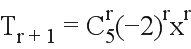 T_{r + 1} = C_5^r(-2)^r x^r